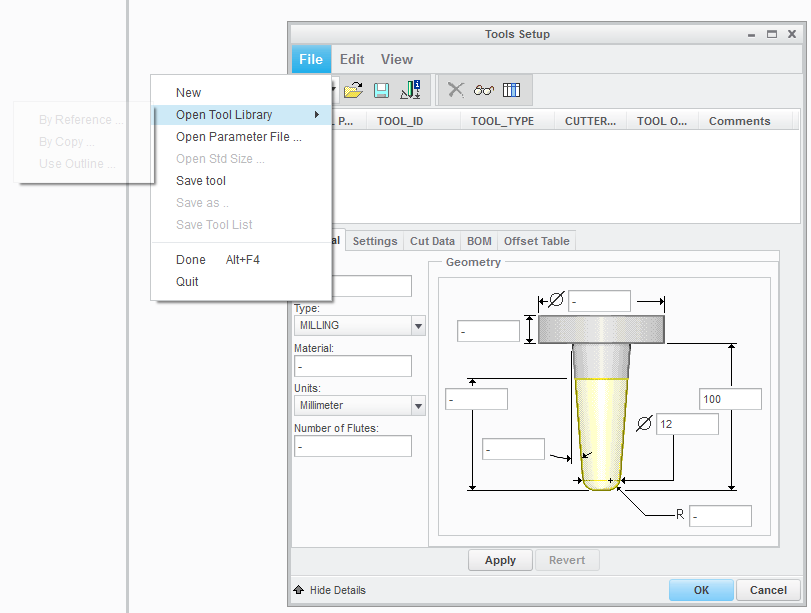 Tools Setup
File Edit View
New
Open Tool Library
Open Parameter File ...
Open Std Size ...
Save tool
Save as ..
Save Tool List
Done Alt+F4
Quit
By Reference ...
By Copy ...
Use Outline ...
P... TOOL_ID TOOL_TYPE CUTTER... TOOL O... Comments
al Settings Cut Data BOM Offset Table
Type:
MILLING
Material:
-
Units:
Millimeter
Number of Flutes:
-
Geometry
Ø -
-
-
100
Ø 12
-
R -
Apply Revert
Hide Details
OK Cancel